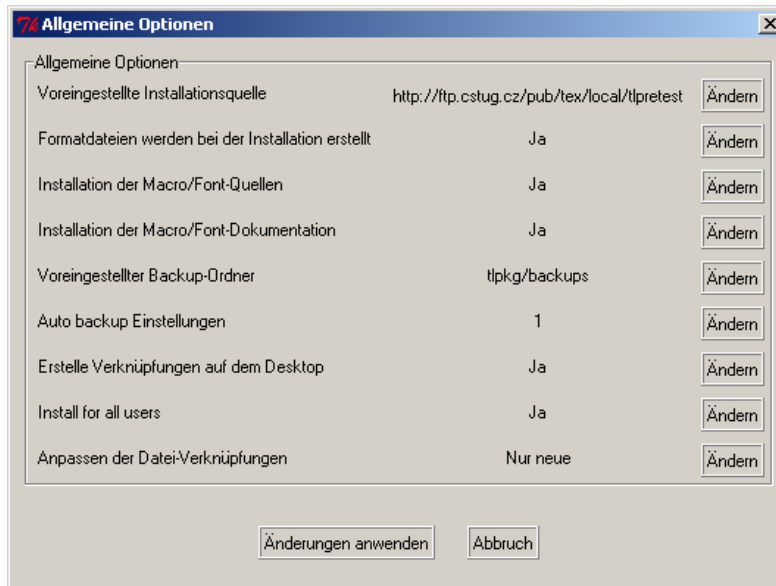 Allgemeine Optionen
Allgemeine Optionen
Voreingestellte Installationsquelle http://ftp.cstug.cz/pub/tex/local/tlpretest Ändern
Formatdateien werden bei der Installation erstellt Ja Ändern
Installation der Macro/Font-Quellen Ja Ändern
Installation der Macro/Font-Dokumentation Ja Ändern
Voreingestellter Backup-Ordner tlpkg/backups Ändern
Auto backup Einstellungen 1 Ändern
Erstelle Verknüpfungen auf dem Desktop Ja Ändern
Install for all users Ja Ändern
Anpassen der Datei-Verknüpfungen Nur neue Ändern
Änderungen anwenden Abbruch